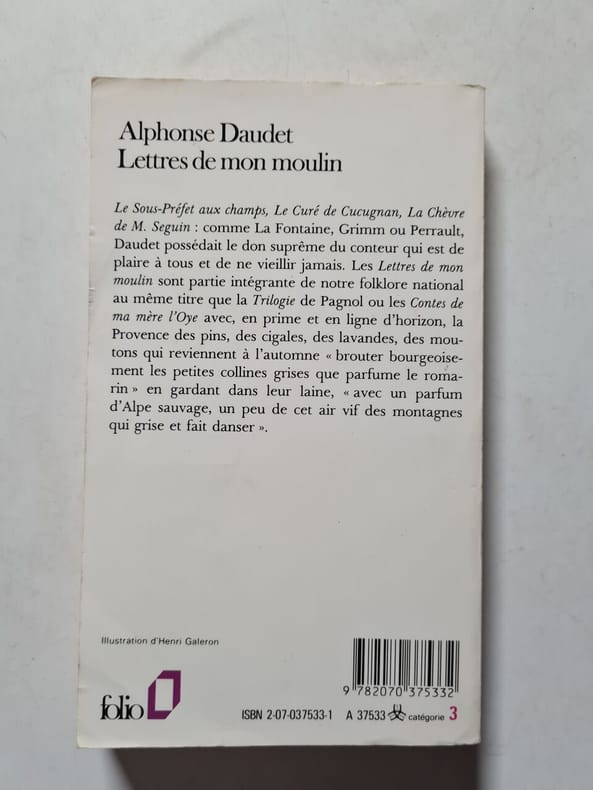 Alphonse Daudet
Lettres de mon moulin
Le Sous-Préfet aux champs, Le Curé de Cucugnan, La Chèvre
de M. Seguin : comme La Fontaine, Grimm ou Perrault,
Daudet possédait le don suprême du conteur qui est de
plaire à tous et de ne vieillir jamais. Les Lettres de mon
moulin sont partie intégrante de notre folklore national
au même titre que la Trilogie de Pagnol ou les Contes de
ma mère l'Oye avec, en prime et en ligne d'horizon, la
Provence des pins, des cigales, des lavandes, des mou-
tons qui reviennent à l'automne « brouter bourgeoise-
ment les petites collines grises que parfume le roma-
rin » en gardant dans leur laine, « avec un parfum
d'Alpe sauvage, un peu de cet air vif des montagnes
qui grise et fait danser ».
Illustration d'Henri Galeron
9 782070 375332
folio
ISBN 2-07-037533-1 A 37533 catégorie 3